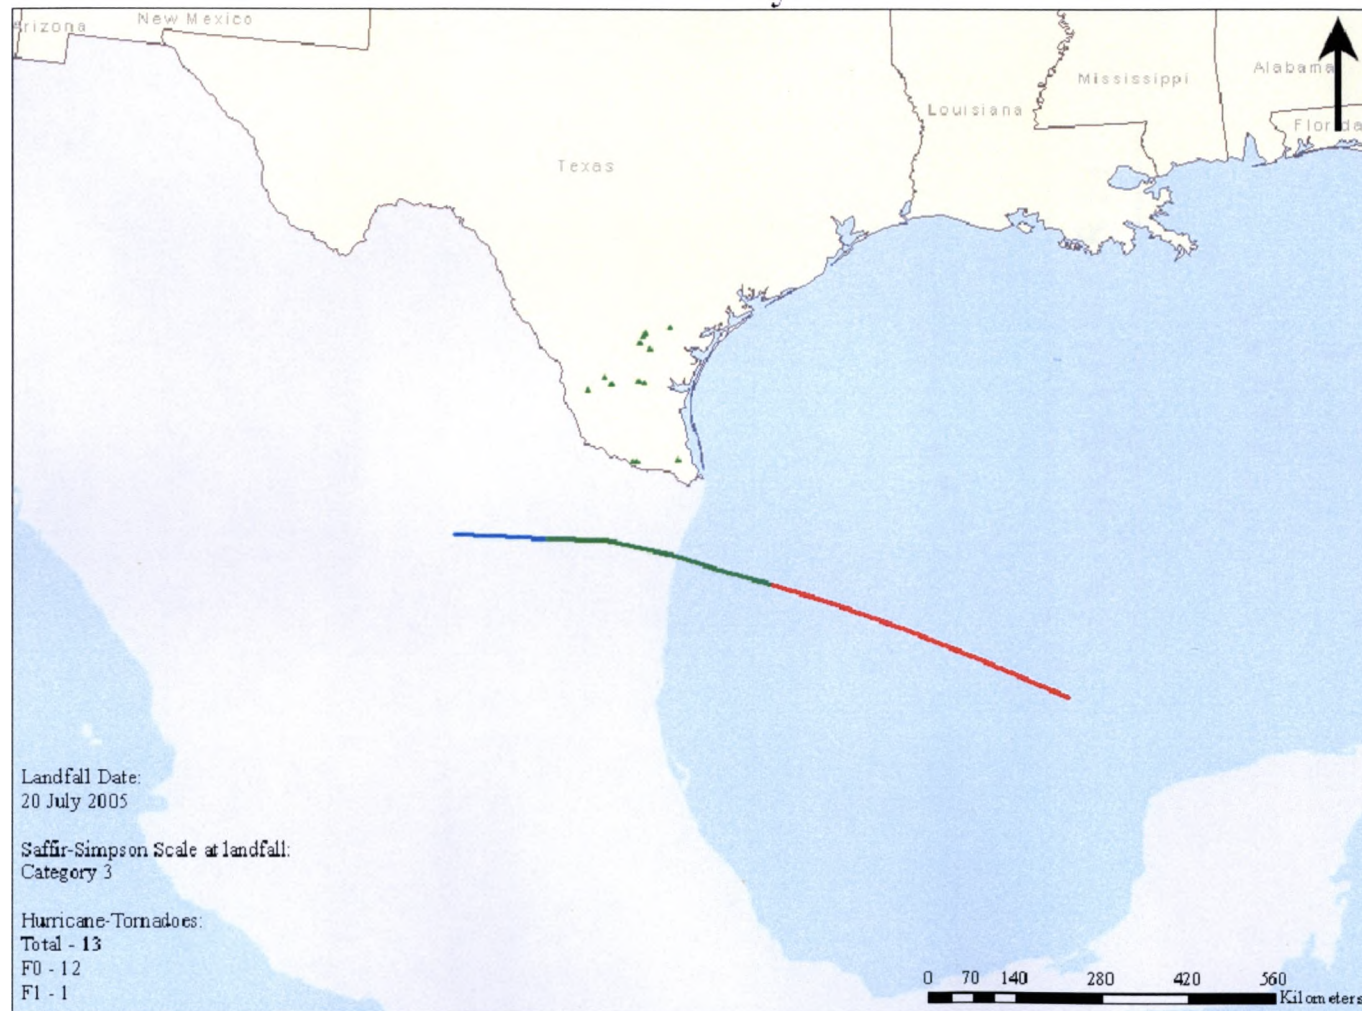 New Mexico
Arizona
Alabama
Mississippi
Louisiana
Florida
Texas
Landfall Date:
20 July 2005
Saffir-Simpson Scale at landfall:
Category 3
Hurricane-Tornadoes:
Total - 13
F0 - 12
F1 - 1
0 70 140 280 420 560
Kilometers